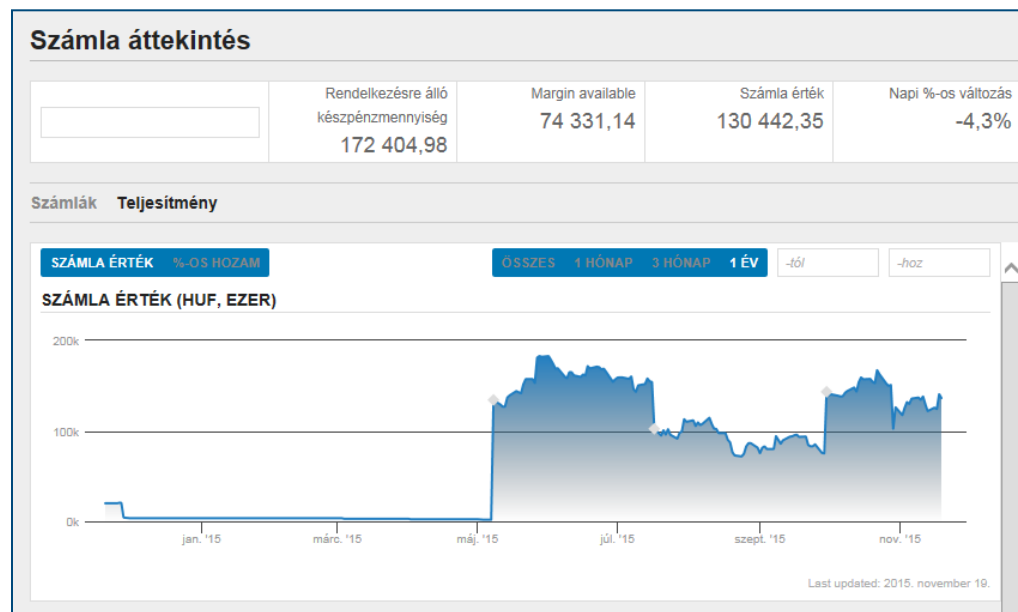 Számla áttekintés
Rendelkezésre álló
készpénzmennyiség
172 404,98
Margin available
74 331,14
Számla érték
130 442,35
Napi %-os változás
-4,3%
Számlák Teljesítmény
SZÁMLA ÉRTÉK %-OS HOZAM ÖSSZES 1 HÓNAP 3 HÓNAP 1 ÉV -tól -hoz
SZÁMLA ÉRTÉK (HUF, EZER)
200k
100k
0k
jan. '15 márc. '15 máj. '15 júl. '15 szept. '15 nov. '15
Last updated: 2015. november 19.